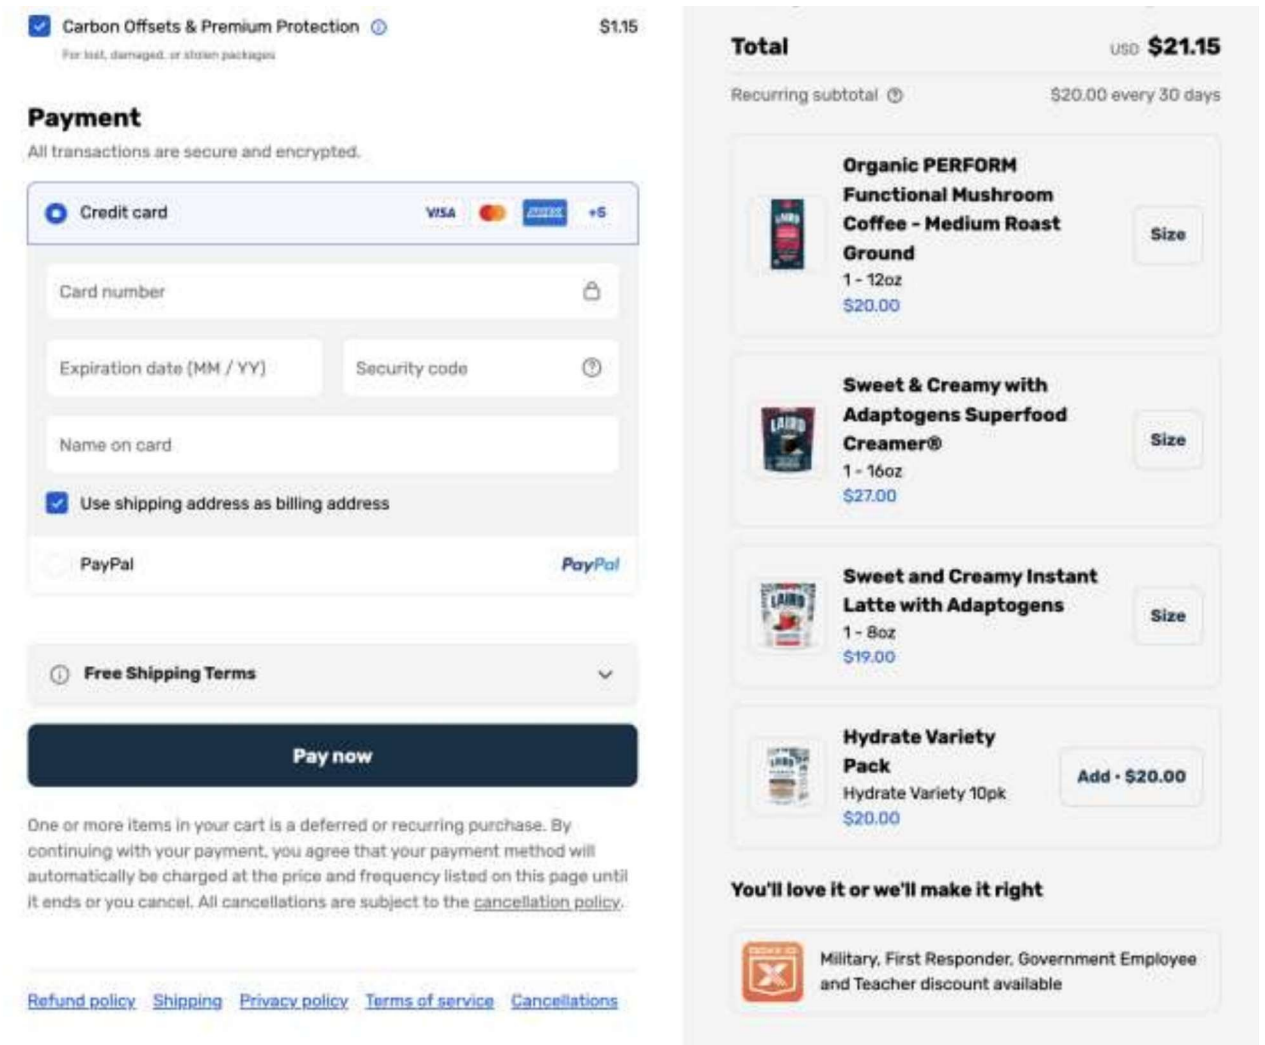 Carbon Offsets & Premium Protection $1.15
For lost, damaged, or stolen packages
Payment
All transactions are secure and encrypted.
Credit card VISA AMEX +5
Card number
Expiration date (MM / YY) Security code
Name on card
Use shipping address as billing address
PayPal PayPal
Free Shipping Terms
Pay now
One or more items in your cart is a deferred or recurring purchase. By
continuing with your payment, you agree that your payment method will
automatically be charged at the price and frequency listed on this page until
it ends or you cancel. All cancellations are subject to the cancellation policy.
Refund policy Shipping Privacy policy Terms of service Cancellations
Total USD $21.15
Recurring subtotal $20.00 every 30 days
Organic PERFORM
Functional Mushroom
Coffee - Medium Roast
Ground
1 - 12oz
$20.00
Size
LAIRD
Sweet & Creamy with
Adaptogens Superfood
Creamer®
1 - 16oz
$27.00
Size
LAIRD
Sweet and Creamy Instant
Latte with Adaptogens
1 - 8oz
$19.00
Size
LAIRD
Hydrate Variety
Pack
Hydrate Variety 10pk
$20.00
Add • $20.00
LAIRD
You'll love it or we'll make it right
Military, First Responder, Government Employee
and Teacher discount available